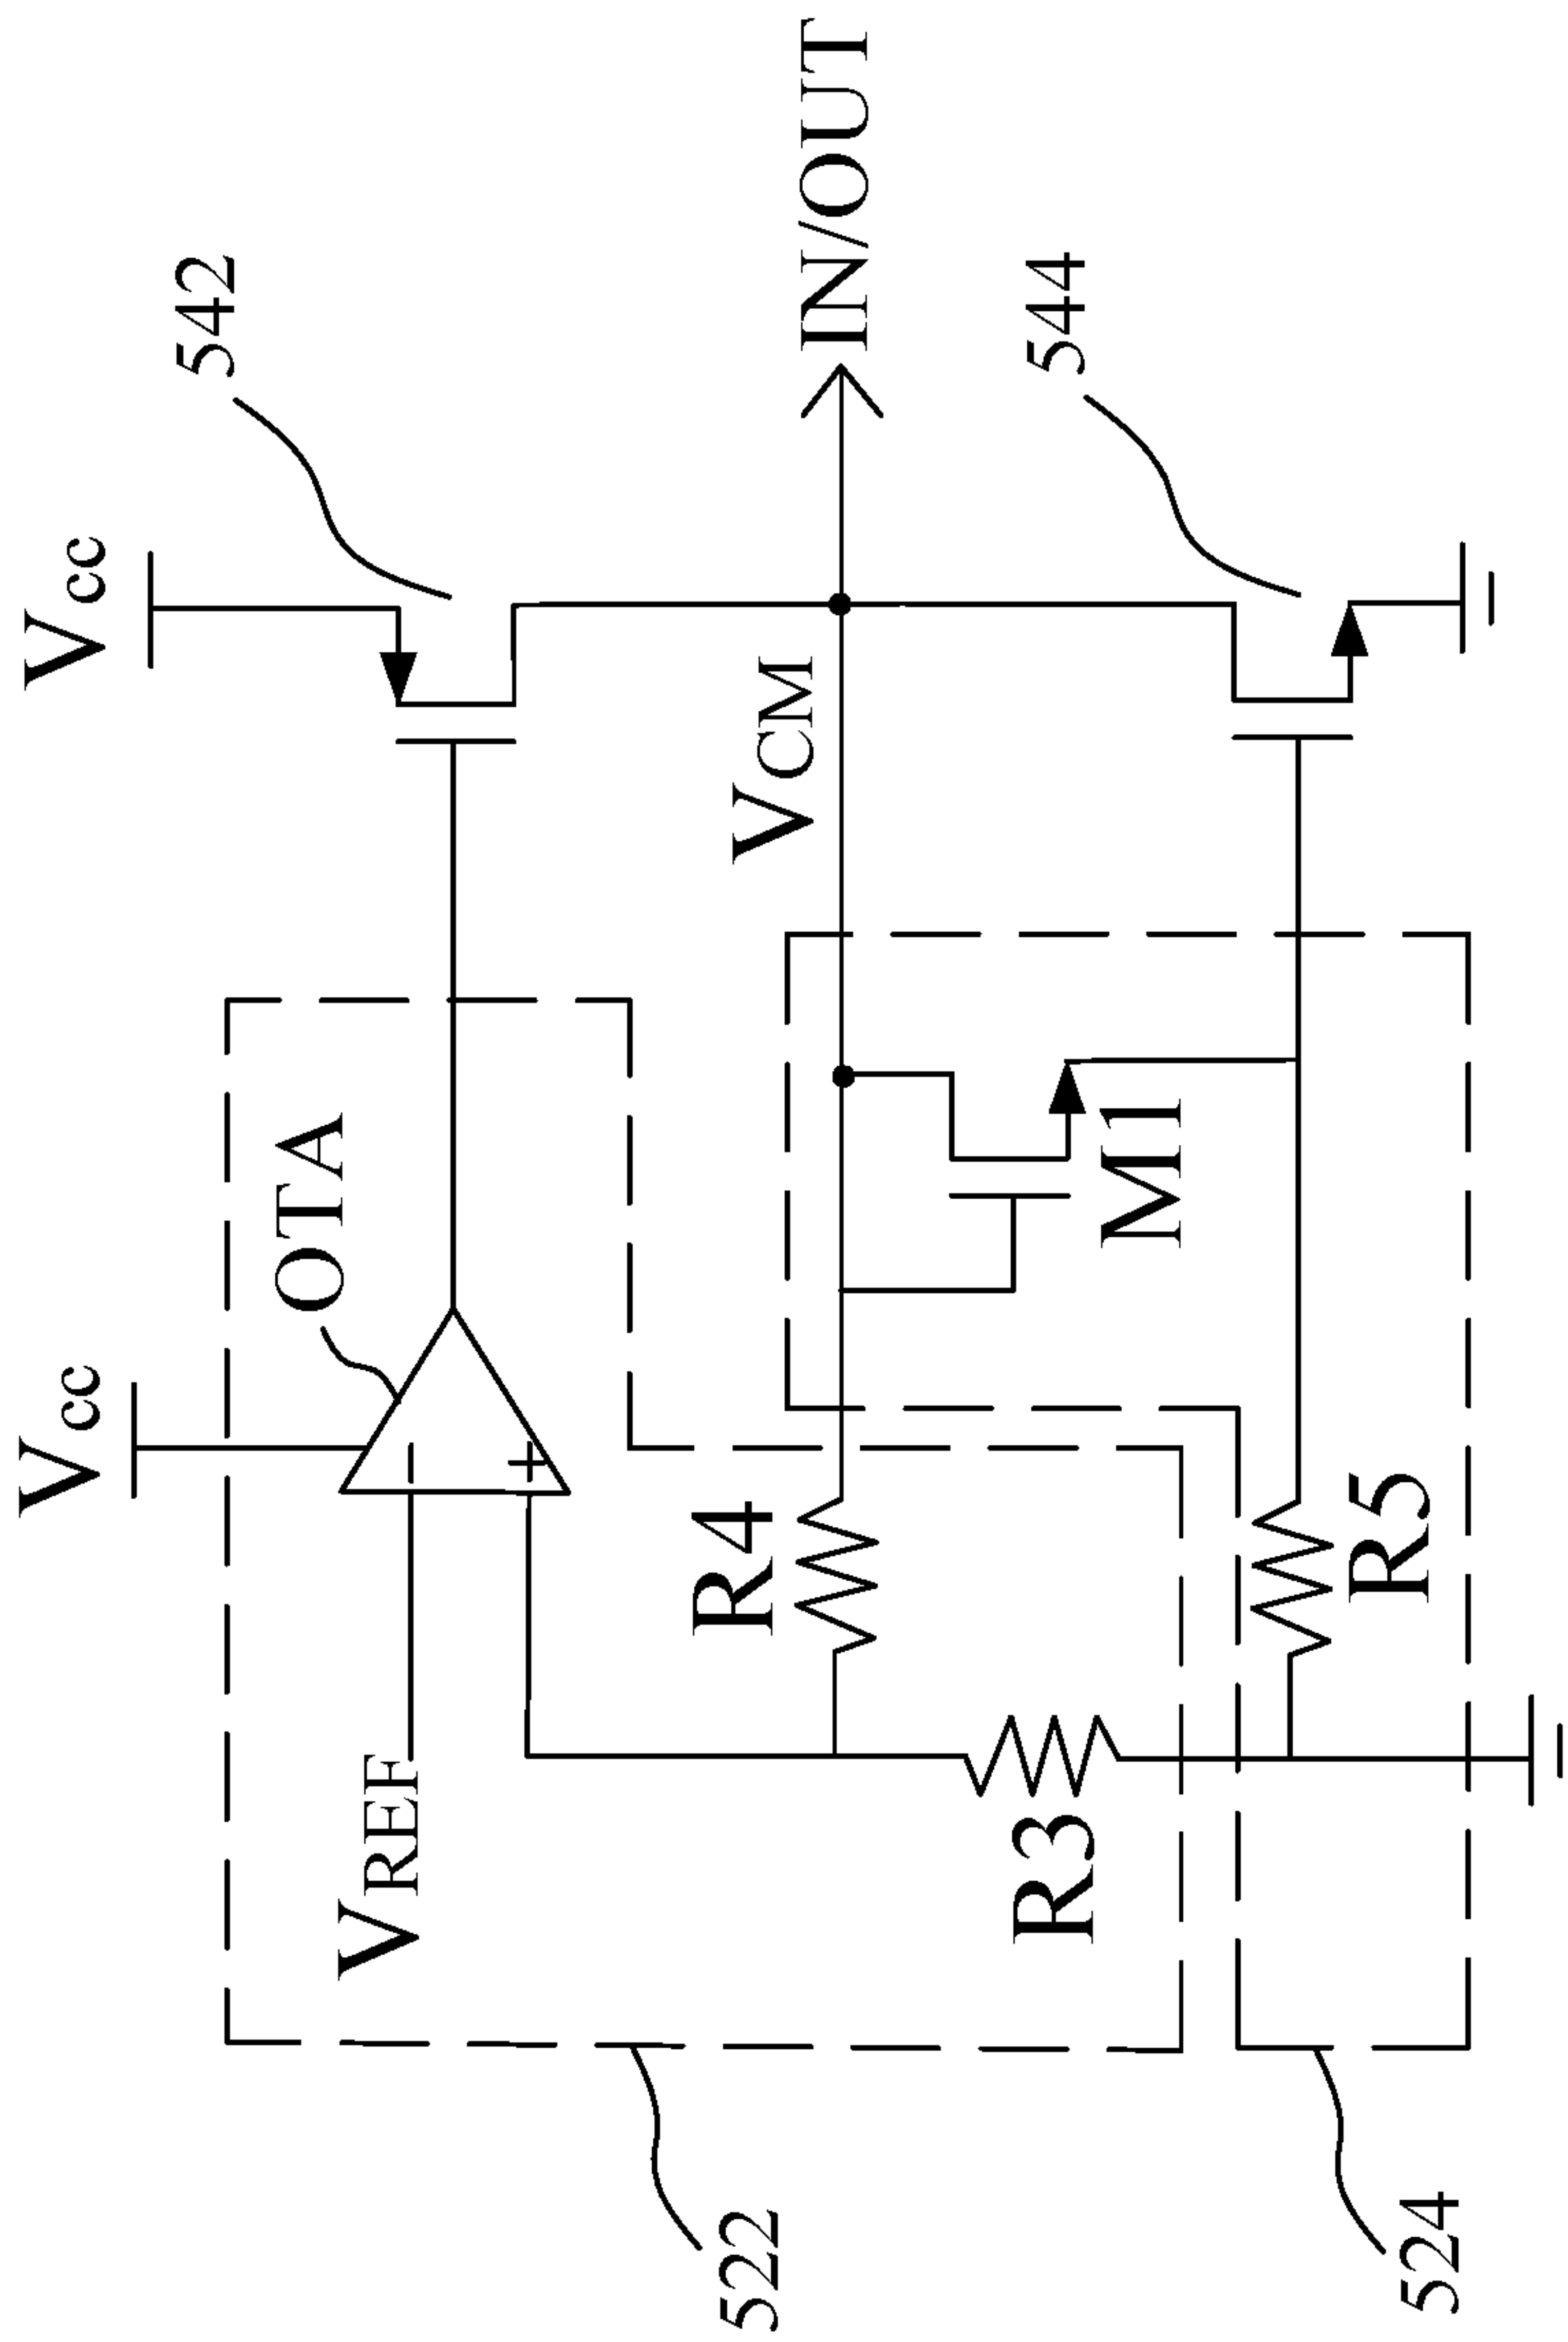 Vcc
Vcc
542
OTA
VREF
VCM
IN/OUT
R4
M1
544
R3
R5
522
524
−
+